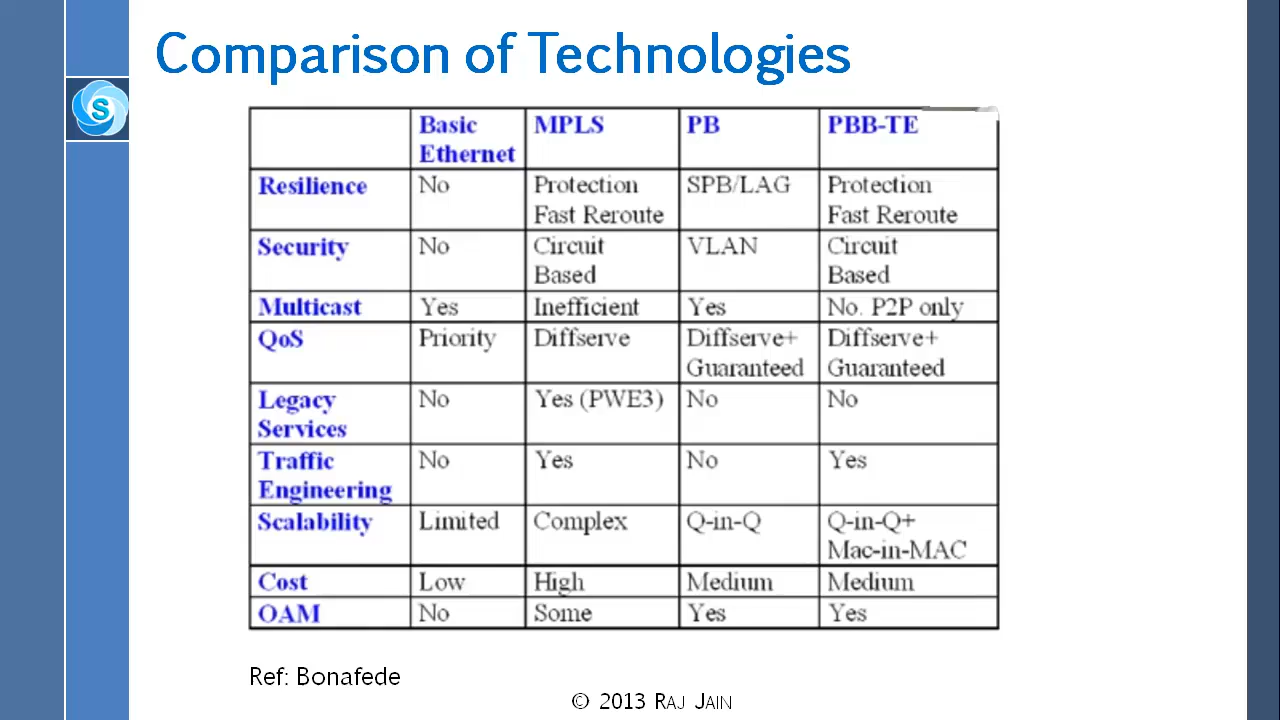 Comparison of Technologies
S
Basic MPLS PB PBB-TE
Ethernet
Resilience No Protection SPB/LAG Protection
Fast Reroute Fast Reroute
Security No Circuit VLAN Circuit
Based Based
Multicast Yes Inefficient Yes No. P2P only
QoS Priority Diffserve Diffserve+ Diffserve+
Guaranteed Guaranteed
Legacy No Yes (PWE3) No No
Services
Traffic No Yes No Yes
Engineering
Scalability Limited Complex Q-in-Q Q-in-Q+
Mac-in-MAC
Cost Low High Medium Medium
OAM No Some Yes Yes
Ref: Bonafede
© 2013 RAJ JAIN